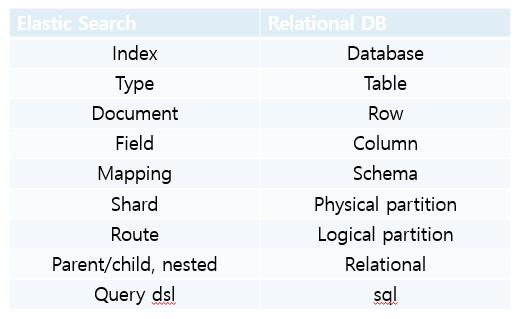 Elastic Search Relational DB
Index Database
Type Table
Document Row
Field Column
Mapping Schema
Shard Physical partition
Route Logical partition
Parent/child, nested Relational
Query dsl sql